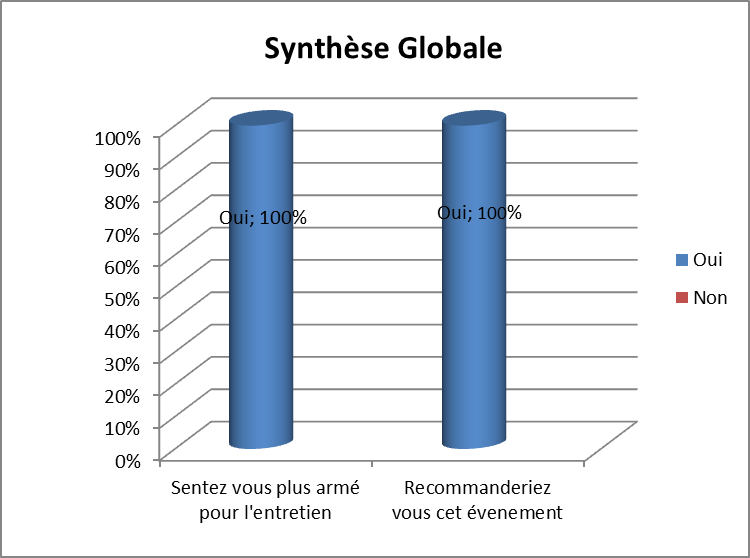 Synthèse Globale
100%
90%
80%
70%
60%
50%
40%
30%
20%
10%
0%
Oui; 100%
Oui; 100%
Oui
Non
Sentez vous plus armé
pour l'entretien
Recommanderiez
vous cet évenement